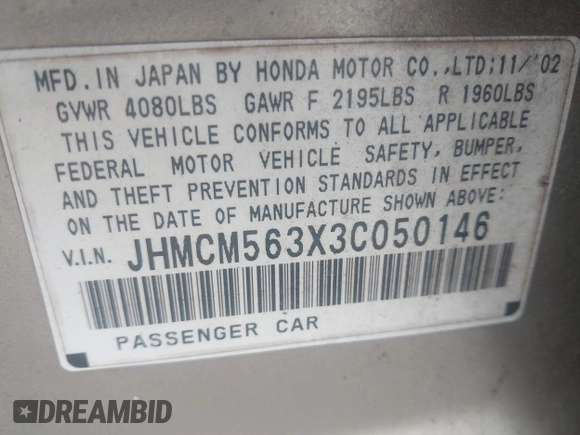 MFD.IN JAPAN BY HONDA MOTOR CO.,LTD;11/'02
GVWR 4080LBS GAWR F 2195LBS R 1960LBS
THIS VEHICLE CONFORMS TO ALL APPLICABLE
FEDERAL MOTOR VEHICLE SAFETY, BUMPER,
AND THEFT PREVENTION STANDARDS IN EFFECT
ON THE DATE OF MANUFACTURE SHOWN ABOVE:
V.I.N. JHMCM563X3C050146
PASSENGER CAR
DREAMBID